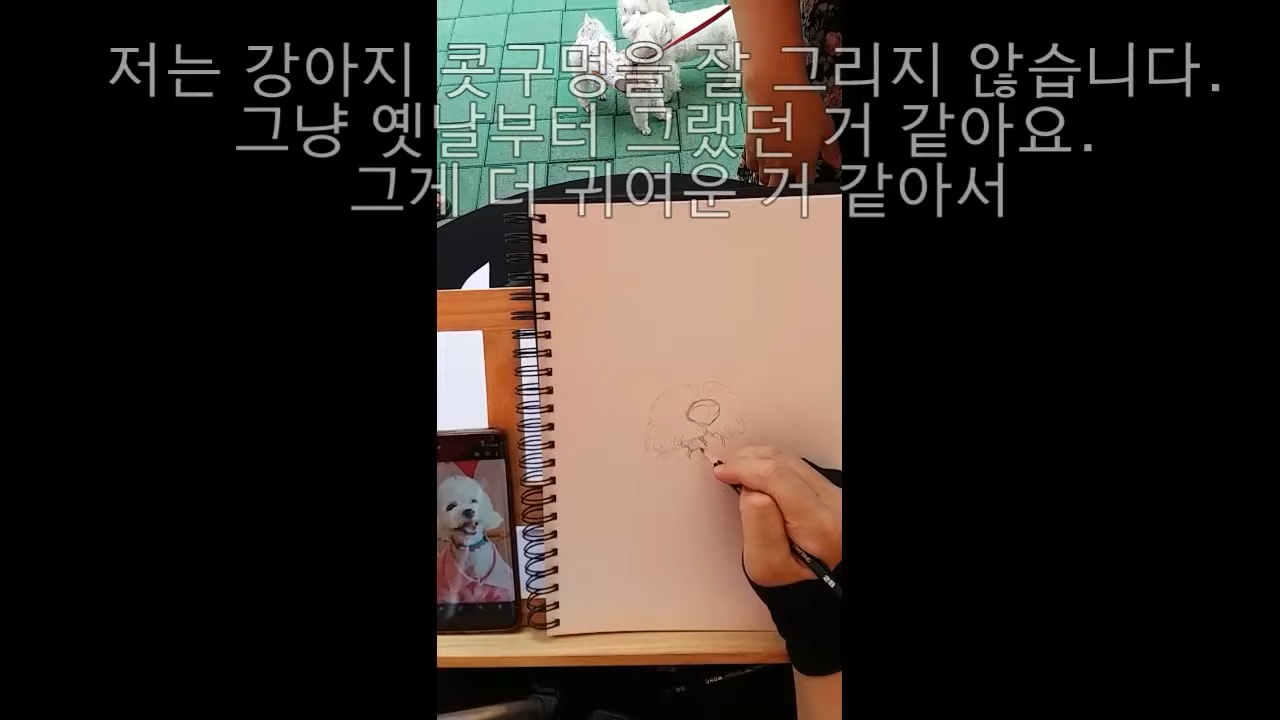 저는 강아지 콧구멍을 잘 그리지 않습니다.
그냥 옛날부터 그랬던 거 같아요.
그게 더 귀여운 거 같아서
2B